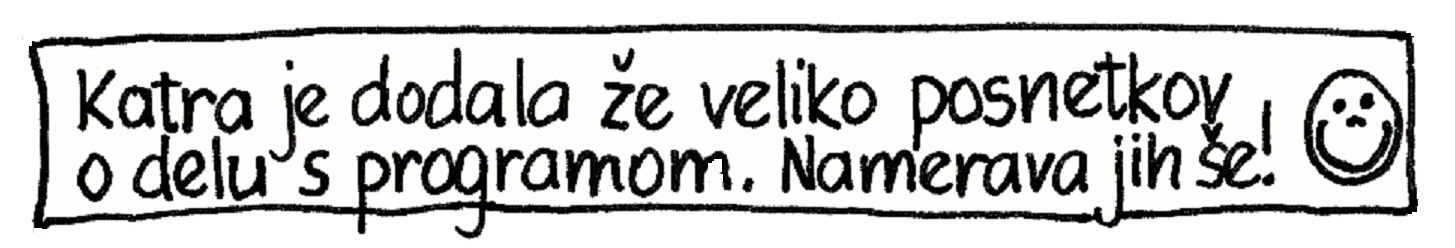 Katra je dodala že veliko posnetkov
o delu s programom. Namerava jih še!